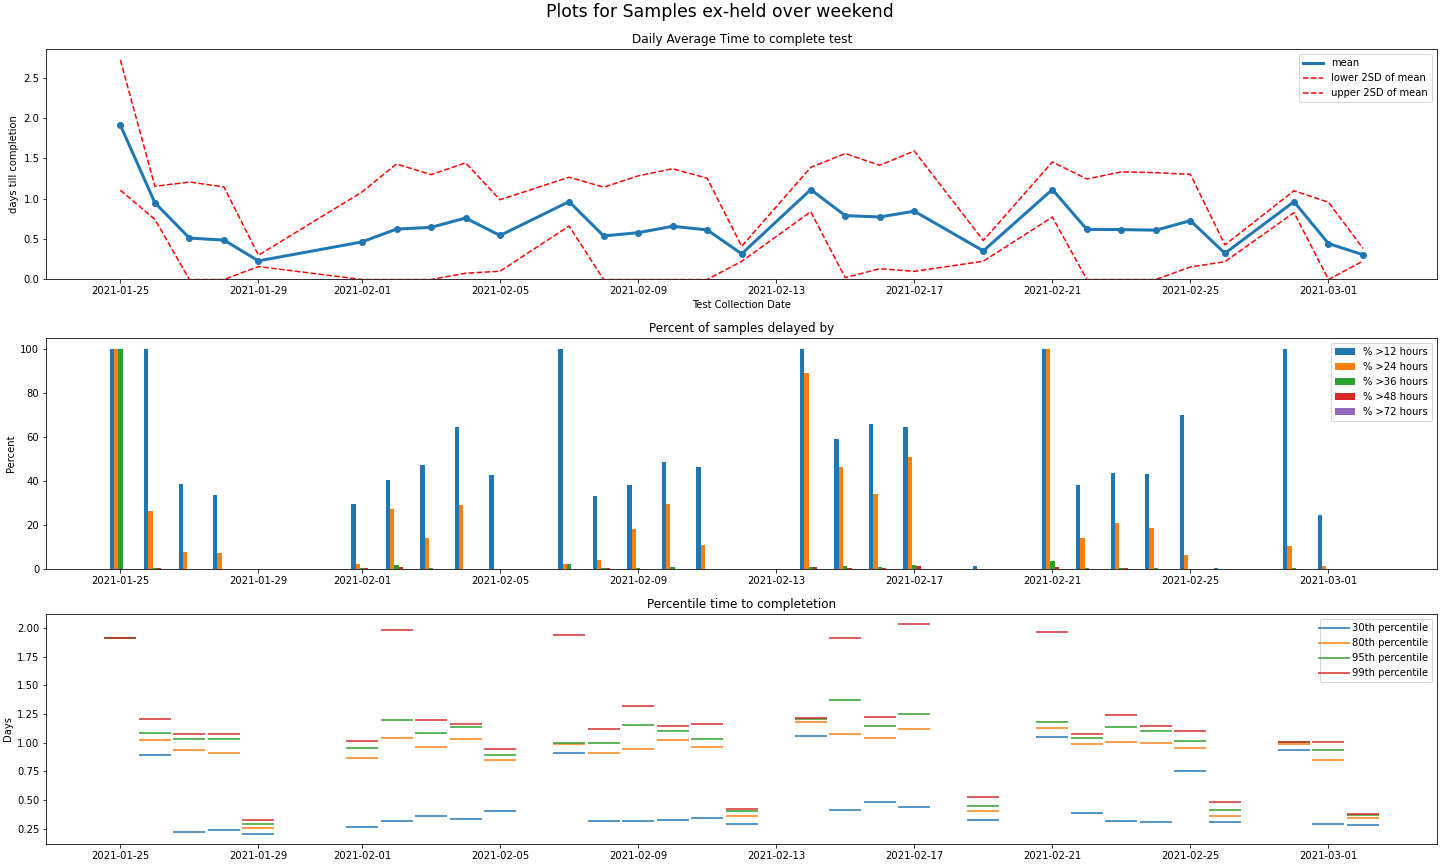 Plots for Samples ex-held over weekend
Daily Average Time to complete test
days till completion
2.5
2.0
1.5
1.0
0.5
0.0
mean
lower 2SD of mean
upper 2SD of mean
2021-01-25 2021-01-29 2021-02-01 2021-02-05 2021-02-09 2021-02-13 2021-02-17 2021-02-21 2021-02-25 2021-03-01
Test Collection Date
Percent of samples delayed by
Percent
100
80
60
40
20
0
% >12 hours
% >24 hours
% >36 hours
% >48 hours
% >72 hours
2021-01-25 2021-01-29 2021-02-01 2021-02-05 2021-02-09 2021-02-13 2021-02-17 2021-02-21 2021-02-25 2021-03-01
Percentile time to completetion
Days
2.00
1.75
1.50
1.25
1.00
0.75
0.50
0.25
30th percentile
80th percentile
95th percentile
99th percentile
2021-01-25 2021-01-29 2021-02-01 2021-02-05 2021-02-09 2021-02-13 2021-02-17 2021-02-21 2021-02-25 2021-03-01